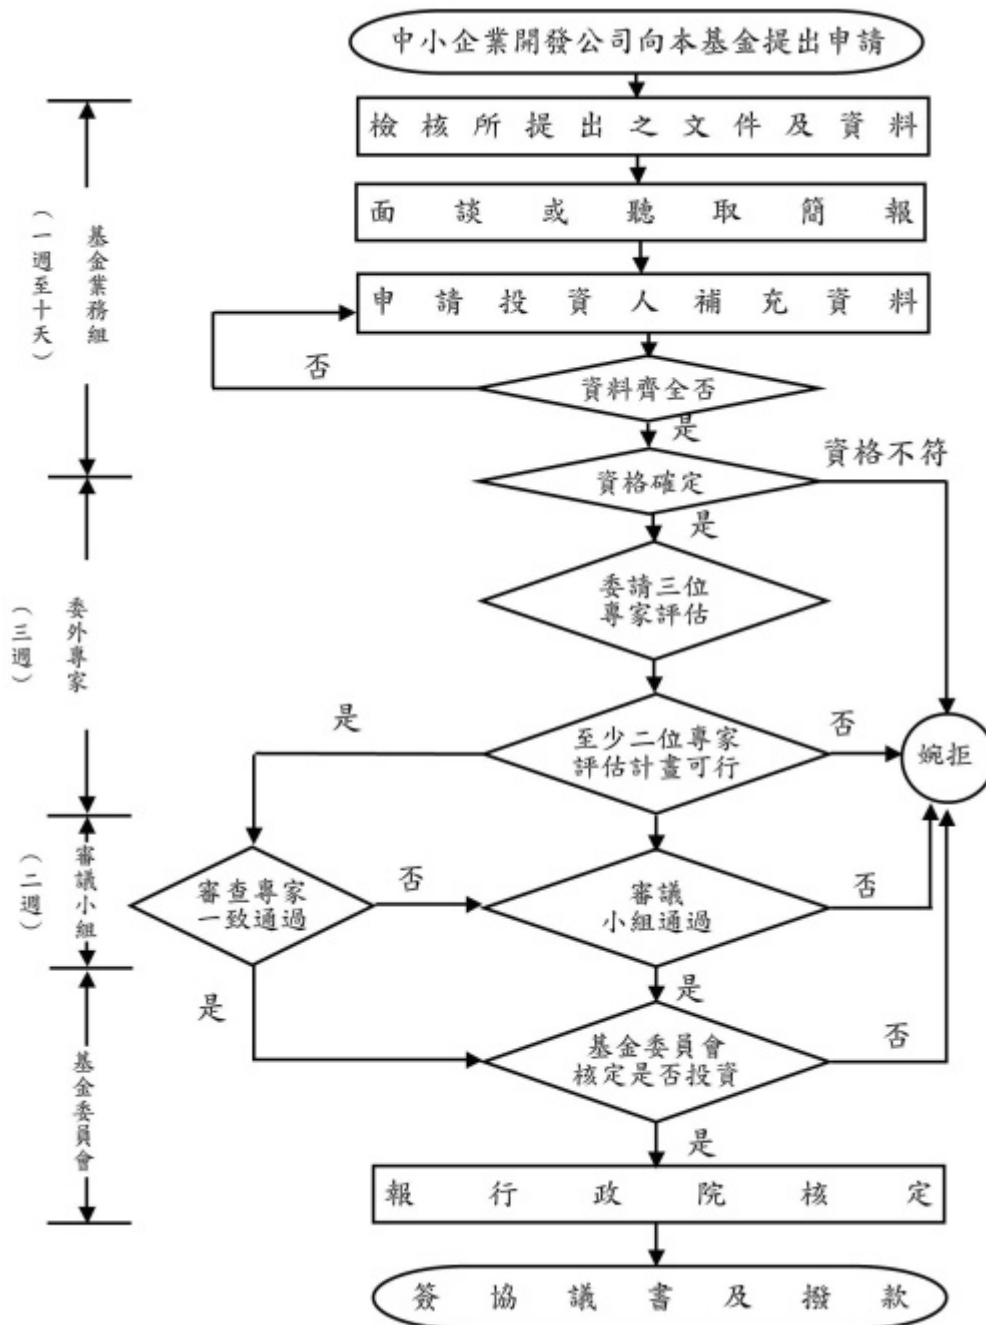 中小企業開發公司向本基金提出申請
檢核所提出之文件及資料
面談或聽取簡報
申請投資人補充資料
否
資料齊全否
是
資格不符
資格確定
是
委請三位
專家評估
是
至少二位專家
評估計畫可行
否
婉拒
審查專家
一致通過
否
審議
小組通過
否
是
是
基金委員會
核定是否投資
否
是
報行政院核定
簽協議書及撥款
基金業務組
(一週至十天)
委外專家
(三週)
審議小組
(二週)
基金委員會